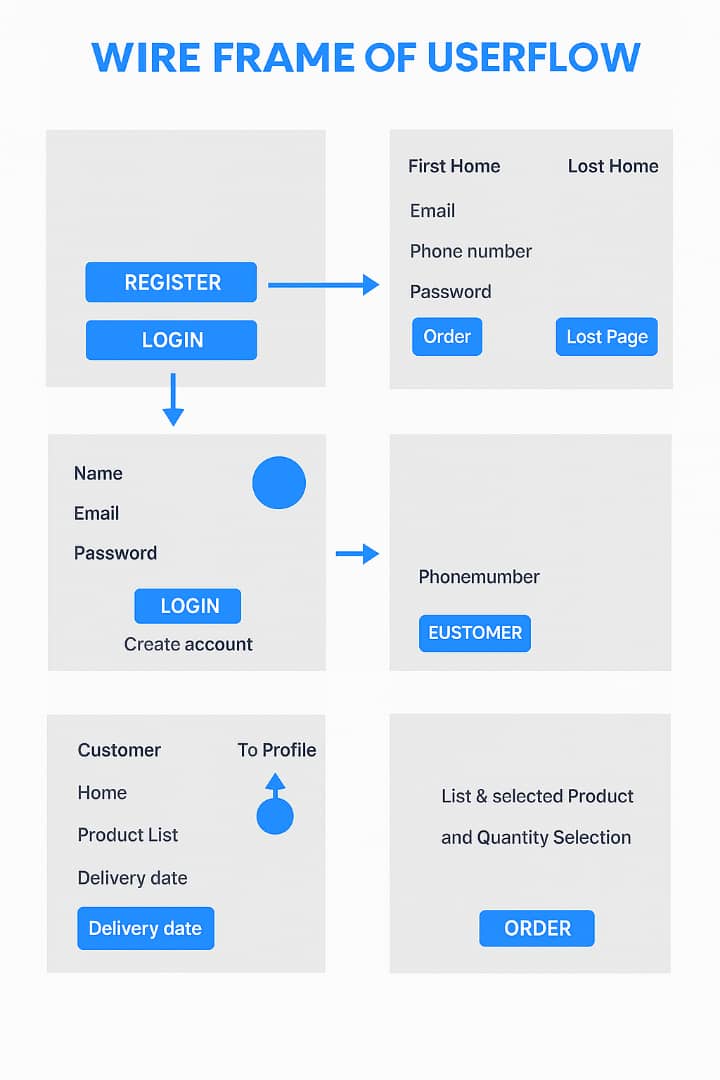 WIRE FRAME OF USERFLOW
REGISTER
LOGIN
First Home
Lost Home
Email
Phone number
Password
Order
Lost Page
Name
Email
Password
LOGIN
Create account
Phonemumber
EUSTOMER
Customer
To Profile
Home
Product List
Delivery date
Delivery date
List & selected Product
and Quantity Selection
ORDER